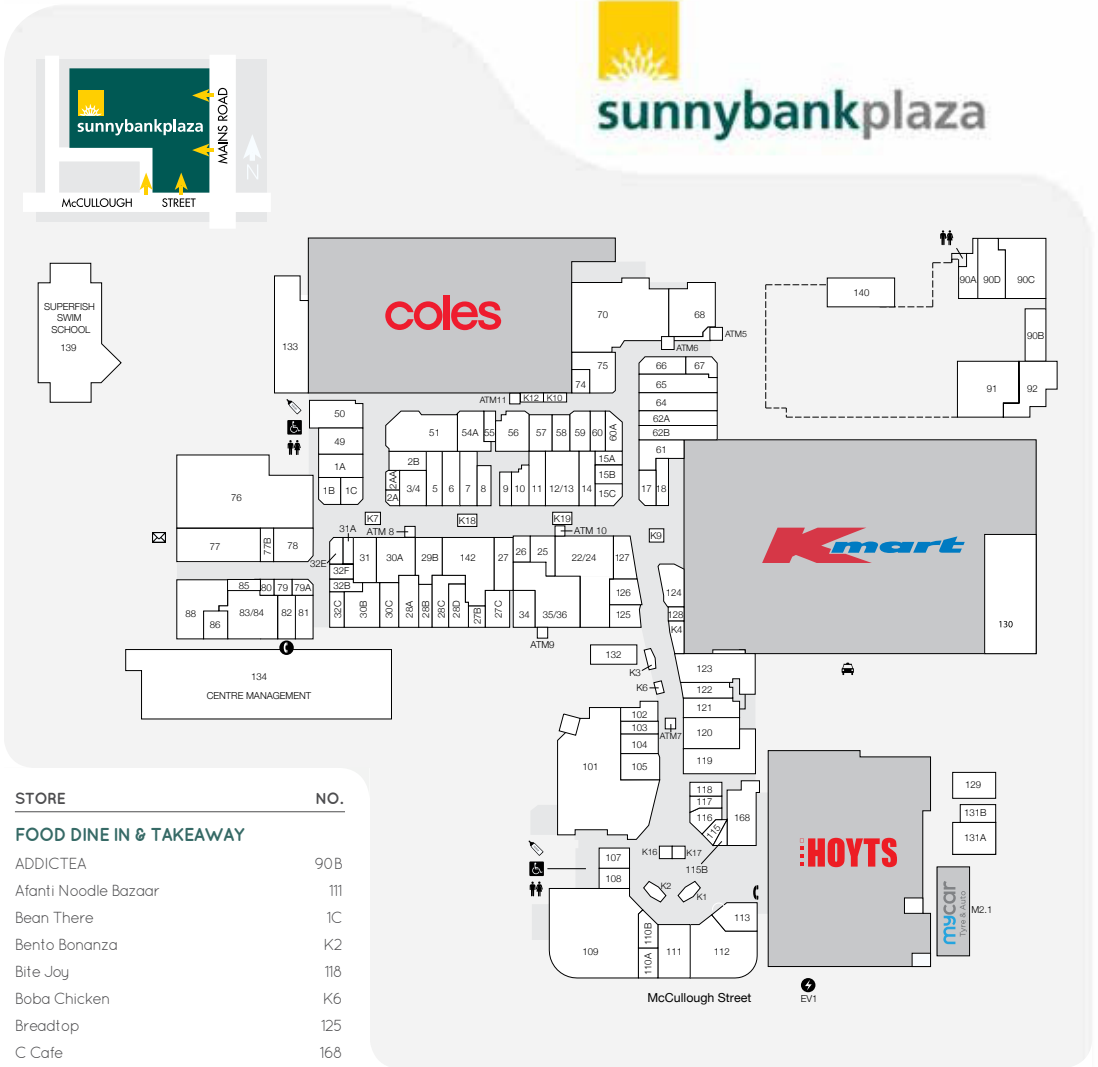 sunnybankplaza
sunnybankplaza
MAINS ROAD
N
McCULLOUGH STREET
SUPERFISH
SWIM
SCHOOL
139
133
coles
70
68
ATM5
ATM6
75
74
66
67
65
64
62A
62B
61
17
18
140
90A
90D
90C
90B
91
92
ATM11
K12
K10
50
49
1A
1B
1C
51
54A
55
56
57
58
59
60
60A
2B
2AA
2A
3/4
5
6
7
8
9
10
11
12/13
14
15A
15B
15C
76
77
77B
78
K7
K18
K19
K9
ATM 8
ATM 10
31A
32E
32F
32B
32C
31
30A
29B
142
27
26
25
22/24
127
30B
30C
28A
28B
28C
28D
27B
27C
34
35/36
126
125
ATM9
124
128
K4
kmart
130
85
80
79
79A
88
86
83/84
82
81
134
CENTRE MANAGEMENT
132
K3
K6
123
122
121
120
119
ATM7
101
102
103
104
105
118
117
116
115
168
115B
K16
K17
107
108
K2
K1
109
110B
110A
111
112
113
HOYTS
129
131B
131A
mycar
Tyre & Auto
M2.1
EV1
McCullough Street
STORE NO.
FOOD DINE IN & TAKEAWAY
ADDICTEA 90B
Afanti Noodle Bazaar 111
Bean There 1C
Bento Bonanza K2
Bite Joy 118
Boba Chicken K6
Breadtop 125
C Cafe 168